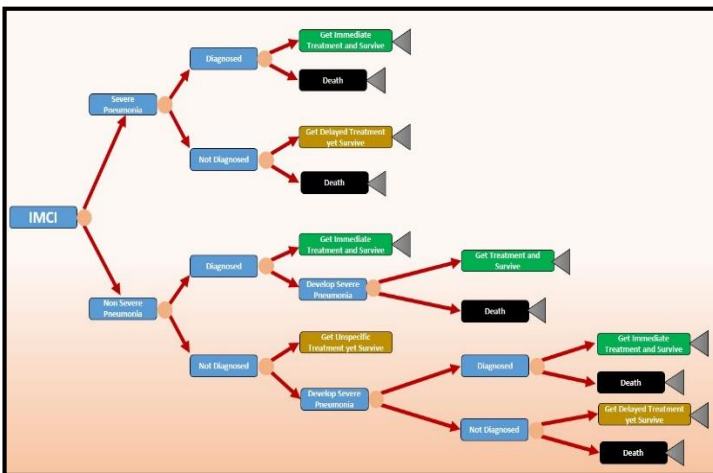 Get Immediate
Treatment and Survive
Diagnosed
Death
Severe
Pneumonia
Get Delayed Treatment
yet Survive
Not Diagnosed
Death
IMCI
Get Immediate
Treatment and Survive
Get Treatment and
Survive
Diagnosed
Develop Severe
Pneumonia
Non Severe
Pneumonia
Death
Get Unspecific
Treatment yet Survive
Get Immediate
Treatment and Survive
Not Diagnosed
Diagnosed
Develop Severe
Pneumonia
Death
Get Delayed Treatment
yet Survive
Not Diagnosed
Death